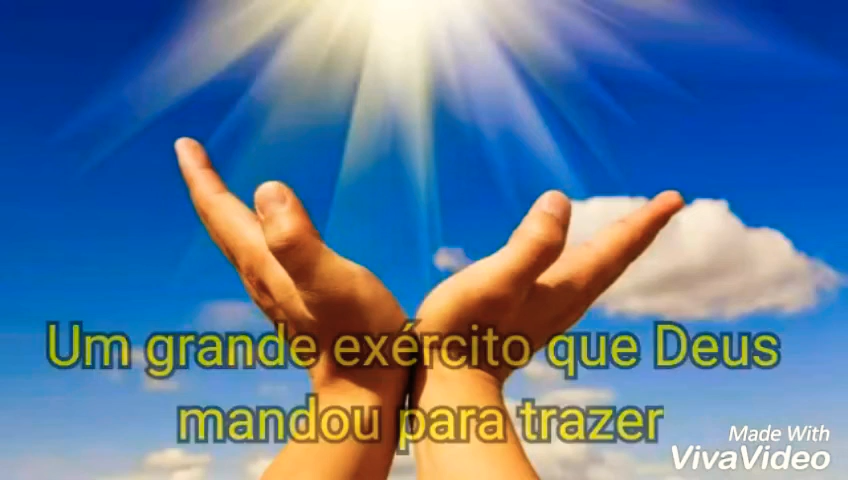 Um grande exército que Deus
mandou para trazer
Made With
VivaVideo